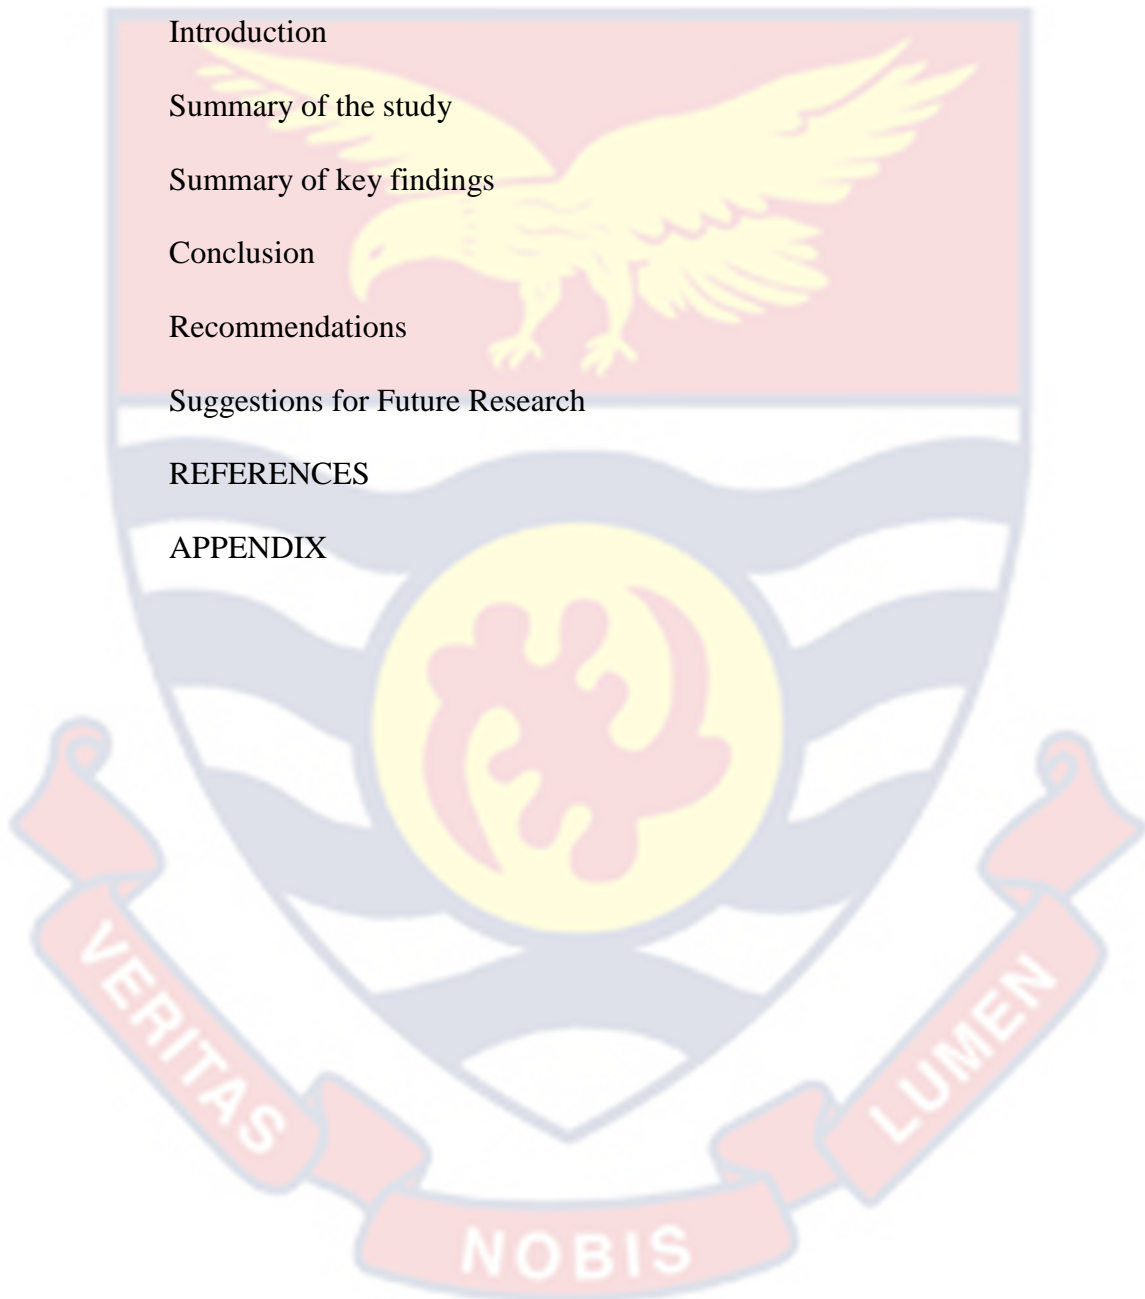 Introduction
Summary of the study
Summary of key findings
Conclusion
Recommendations
Suggestions for Future Research
REFERENCES
APPENDIX
VERITAS
NOBIS
LUMEN